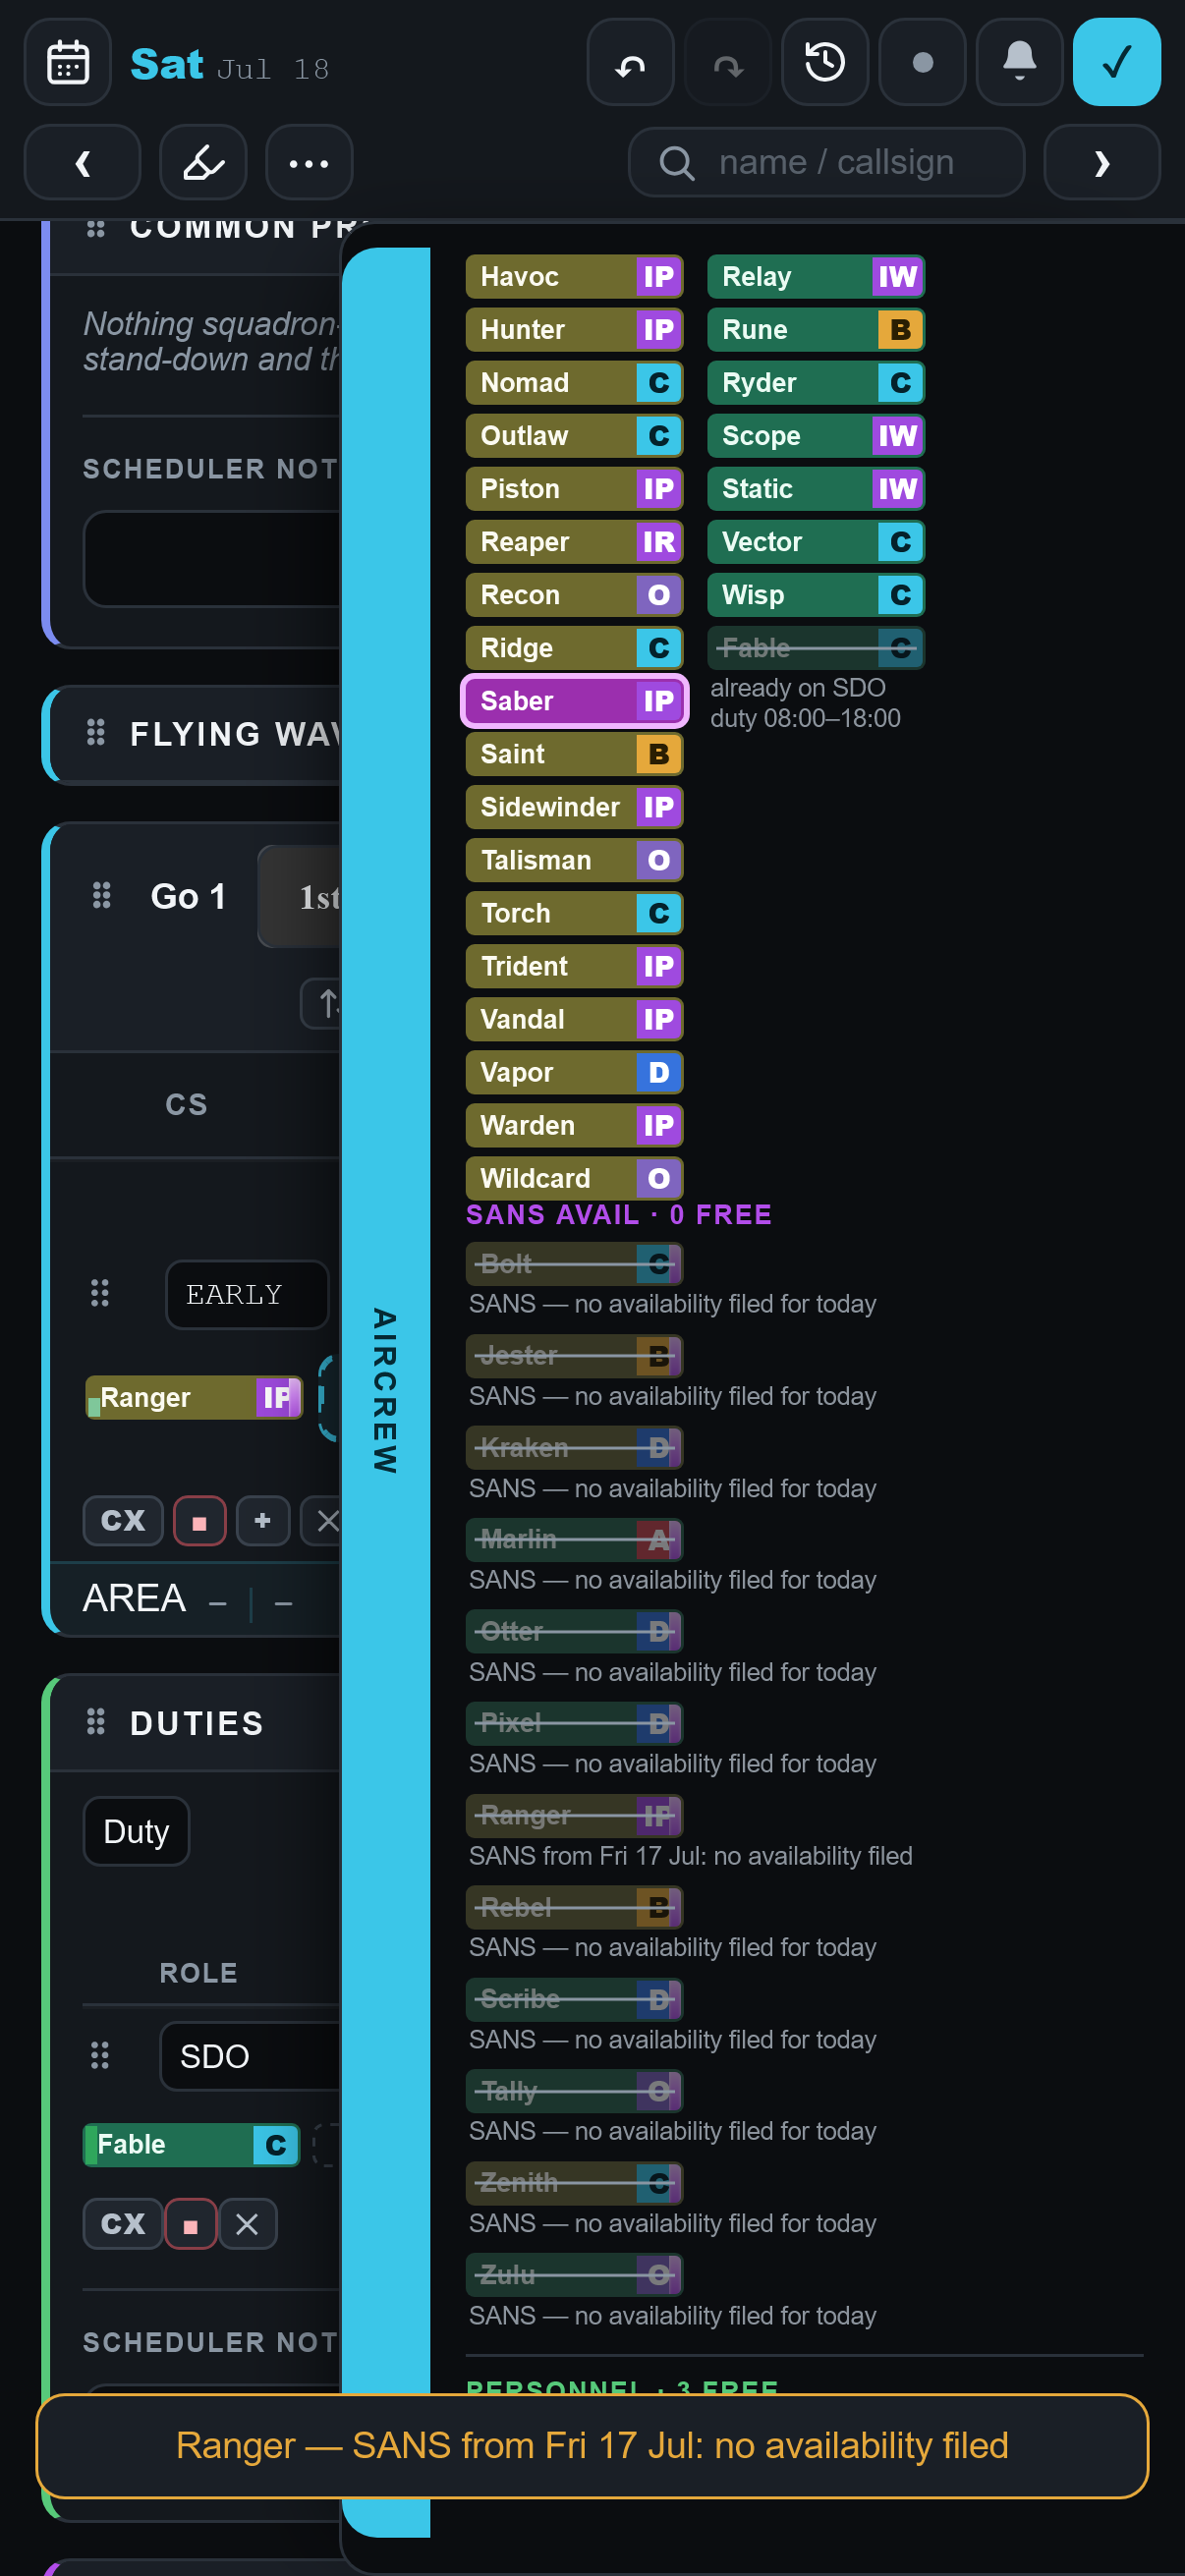 Sat Jul 18
name / callsign
COMMON PR
Nothing squadron-
stand-down and th
SCHEDULER NOT
FLYING WAV
Go 1 1st
CS
EARLY
Ranger IP
CX + 
AREA – | –
DUTIES
Duty
ROLE
SDO
Fable C
CX
SCHEDULER NOT
AIRCREW
Havoc IP
Hunter IP
Nomad C
Outlaw C
Piston IP
Reaper IR
Recon O
Ridge C
Saber IP
Saint B
Sidewinder IP
Talisman O
Torch C
Trident IP
Vandal IP
Vapor D
Warden IP
Wildcard O
Relay IW
Rune B
Ryder C
Scope IW
Static IW
Vector C
Wisp C
Fable C
already on SDO
duty 08:00–18:00
SANS AVAIL · 0 FREE
Bolt C
SANS — no availability filed for today
Jester B
SANS — no availability filed for today
Kraken D
SANS — no availability filed for today
Marlin A
SANS — no availability filed for today
Otter D
SANS — no availability filed for today
Pixel D
SANS — no availability filed for today
Ranger IP
SANS from Fri 17 Jul: no availability filed
Rebel B
SANS — no availability filed for today
Scribe D
SANS — no availability filed for today
Tally O
SANS — no availability filed for today
Zenith C
SANS — no availability filed for today
Zulu O
SANS — no availability filed for today
PERSONNEL · 3 FREE
Ranger — SANS from Fri 17 Jul: no availability filed